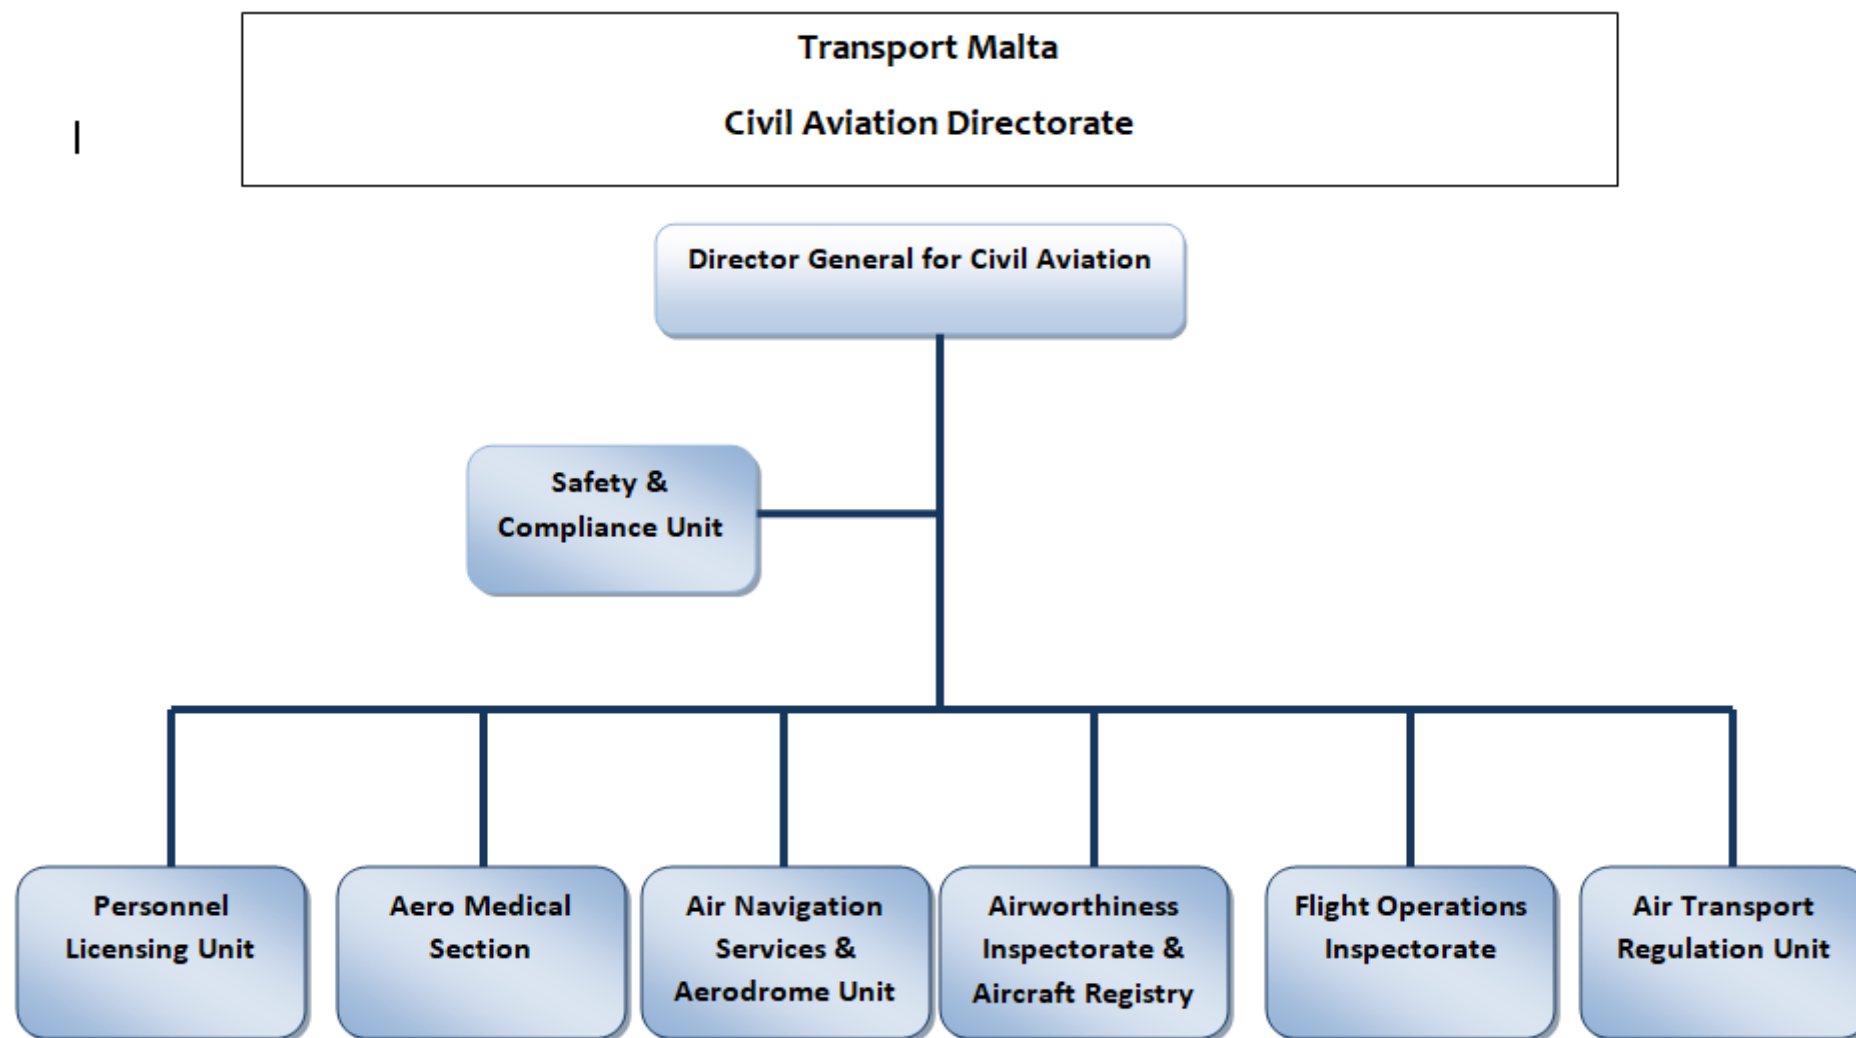 Transport Malta
Civil Aviation Directorate
Director General for Civil Aviation
Safety &
Compliance Unit
Personnel
Licensing Unit
Aero Medical
Section
Air Navigation
Services &
Aerodrome Unit
Airworthiness
Inspectorate &
Aircraft Registry
Flight Operations
Inspectorate
Air Transport
Regulation Unit